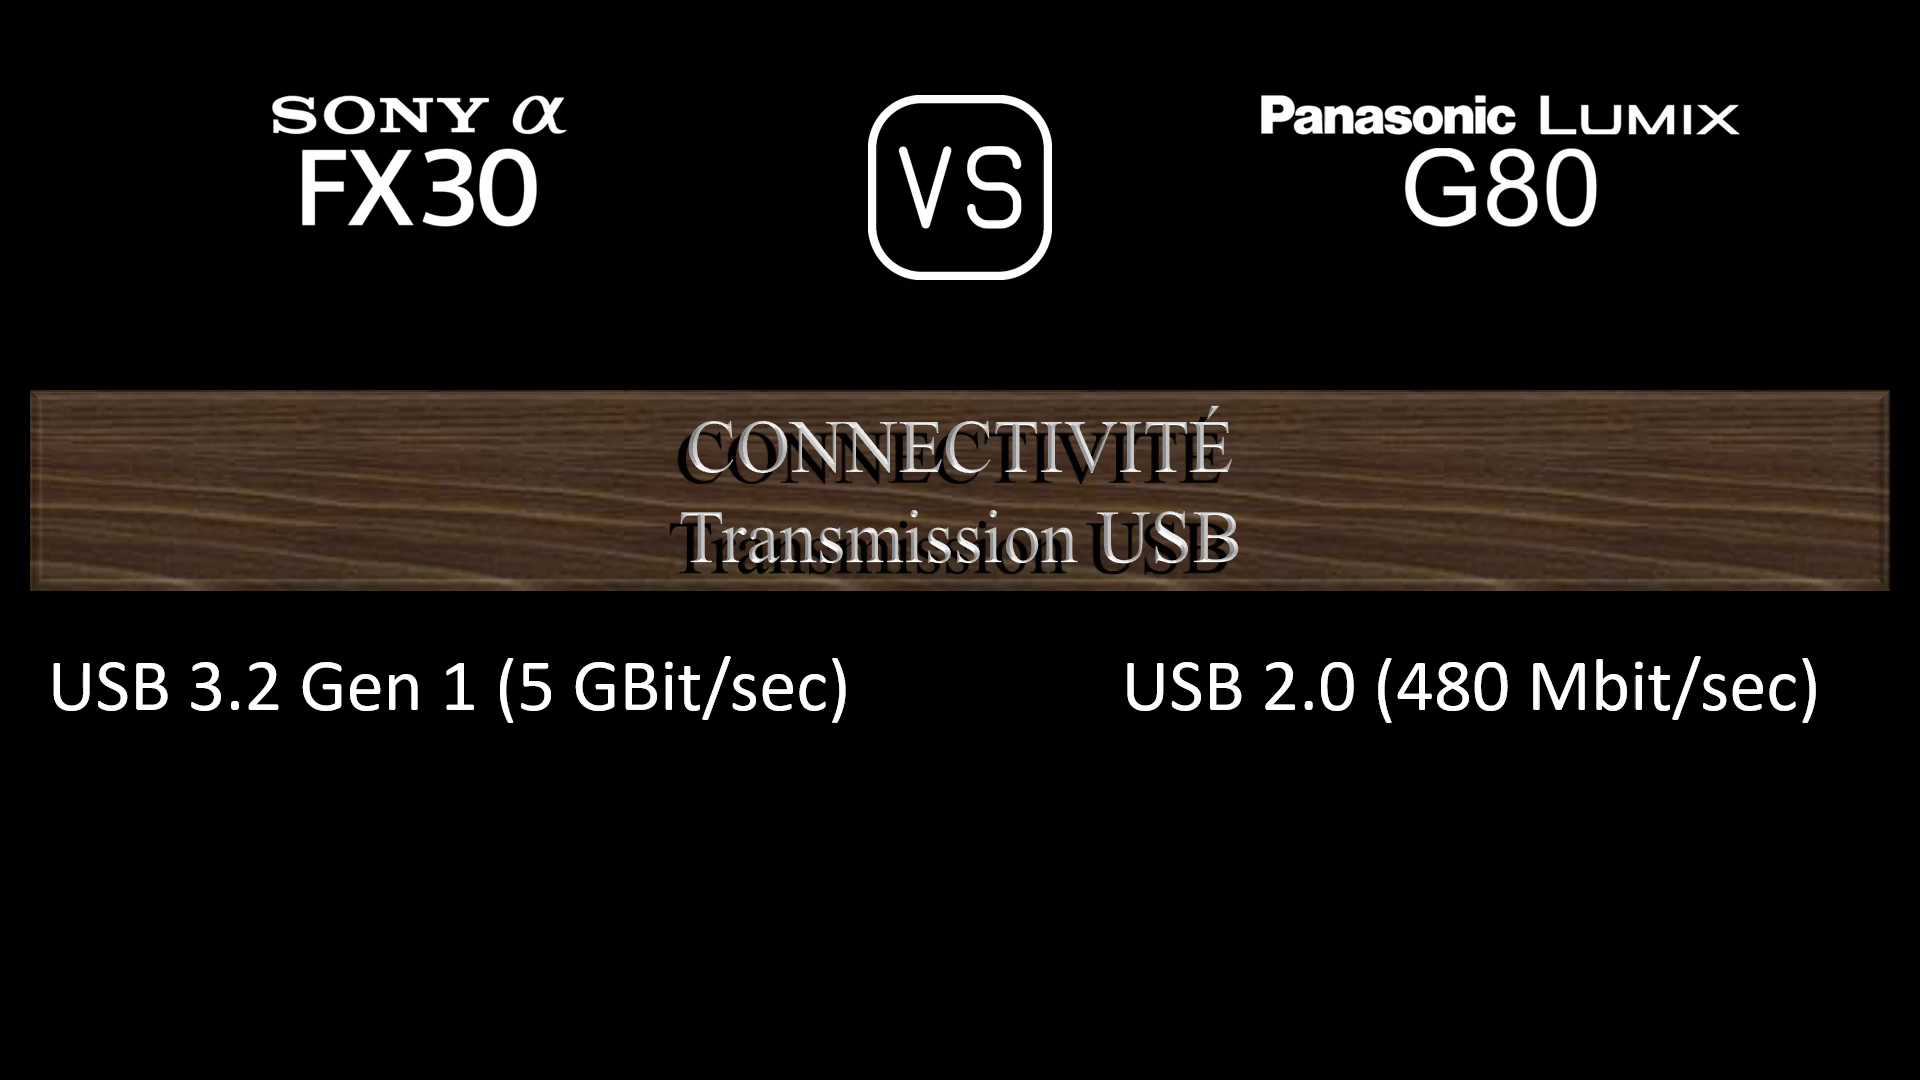 SONY α
FX30
VS
Panasonic LUMIX
G80
CONNECTIVITÉ
Transmission USB
USB 3.2 Gen 1 (5 GBit/sec)
USB 2.0 (480 Mbit/sec)